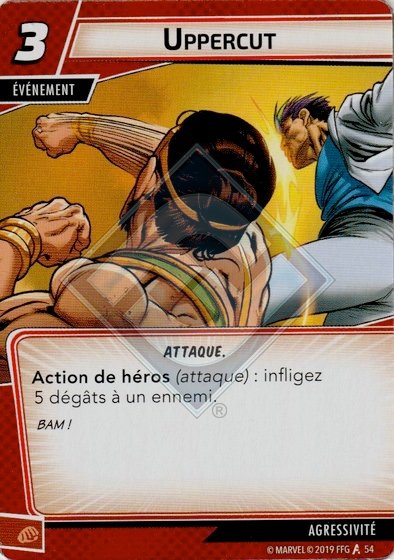 3
UPPERCUT
ÉVÉNEMENT
ATTAQUE.
Action de héros (attaque) : infligez
5 dégâts à un ennemi.
BAM !
®
AGRESSIVITÉ
© MARVEL © 2019 FFG 54